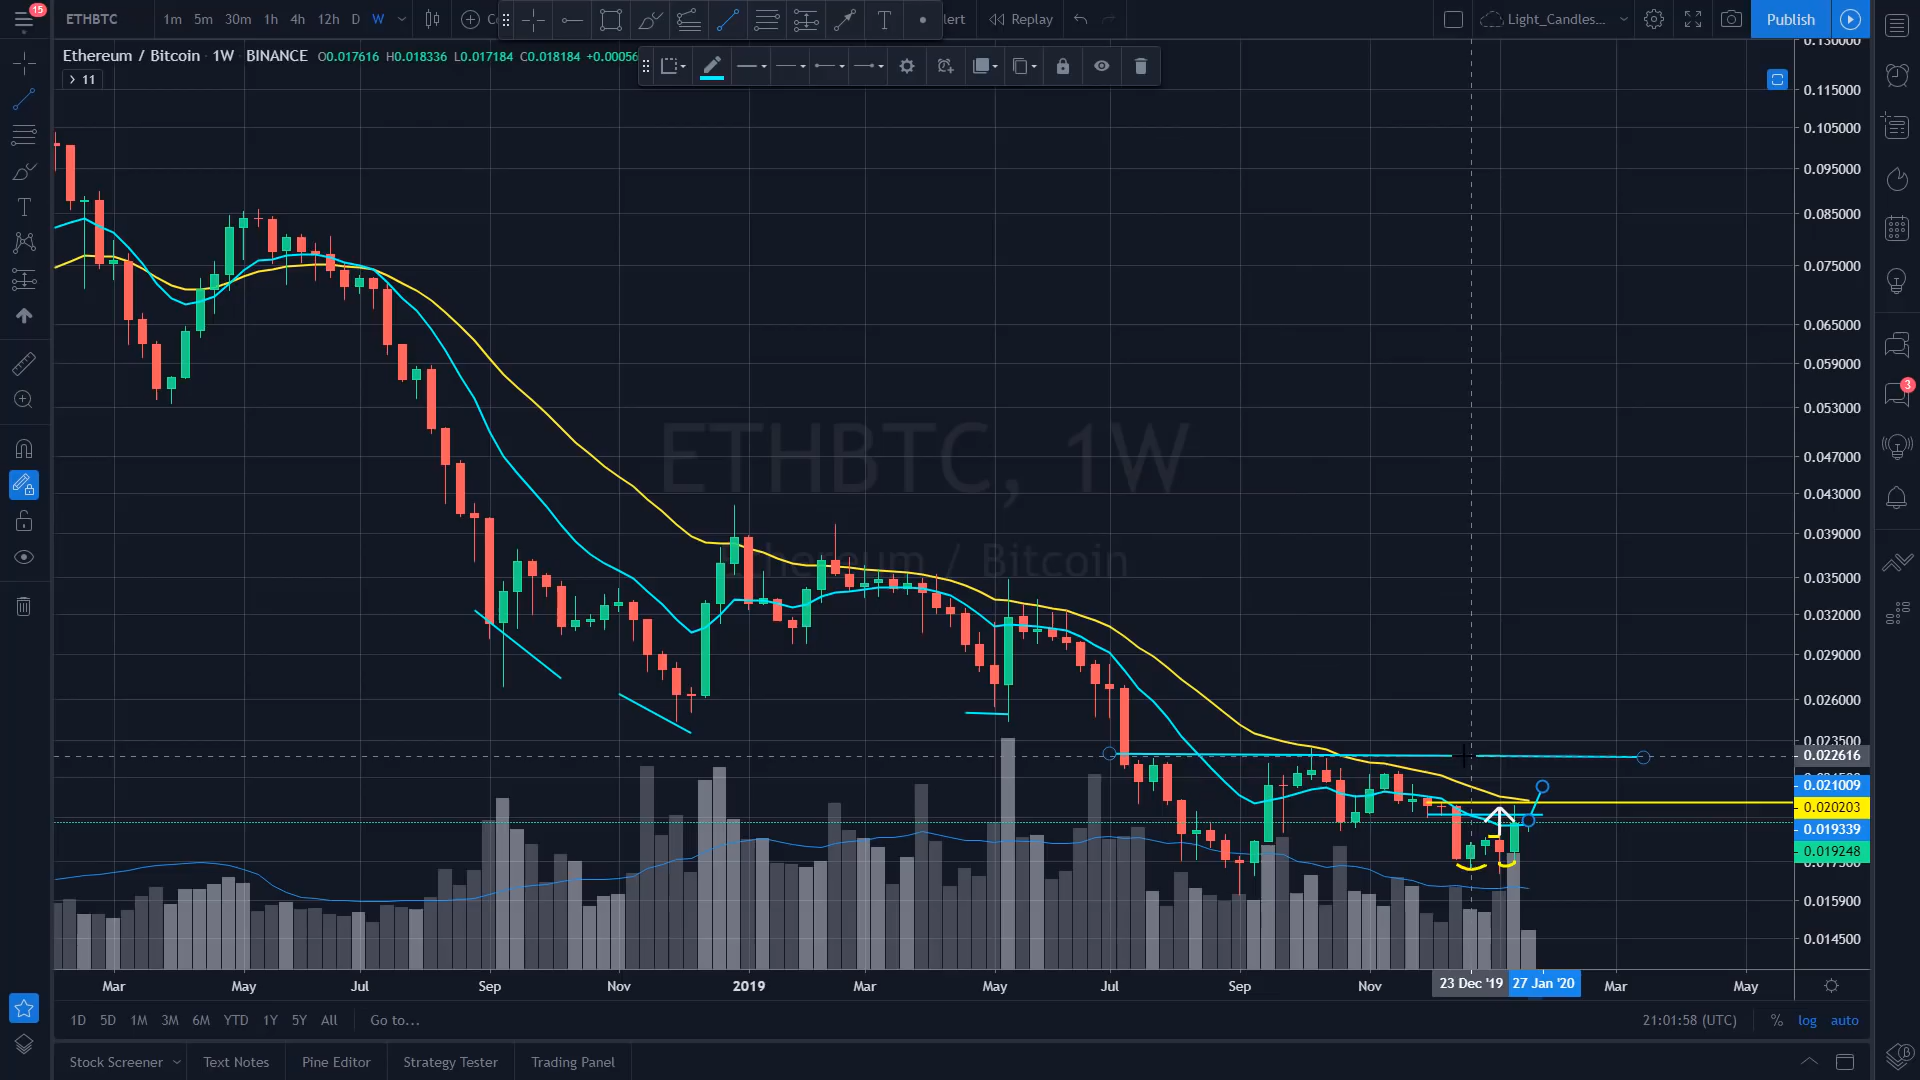 15
ETHBTC
1m 5m 30m 1h 4h 12h D W
lert
Replay
Light_Candles...
Publish
Ethereum / Bitcoin 1W BINANCE O0.017616 H0.018336 L0.017184 C0.018184 +0.00056
11
0.130000
0.115000
0.105000
0.095000
0.085000
0.075000
0.065000
0.059000
0.053000
0.047000
0.043000
0.039000
0.035000
0.032000
0.029000
0.026000
0.023500
0.022616
0.021009
0.020203
0.019339
0.019248
0.015900
0.014500
3
ETHBTC, 1W
Ethereum / Bitcoin
Mar May Jul Sep Nov 2019 Mar May Jul Sep Nov 23 Dec '19 27 Jan '20 Mar May
1D 5D 1M 3M 6M YTD 1Y 5Y All Go to...
21:01:58 (UTC) % log auto
Stock Screener Text Notes Pine Editor Strategy Tester Trading Panel